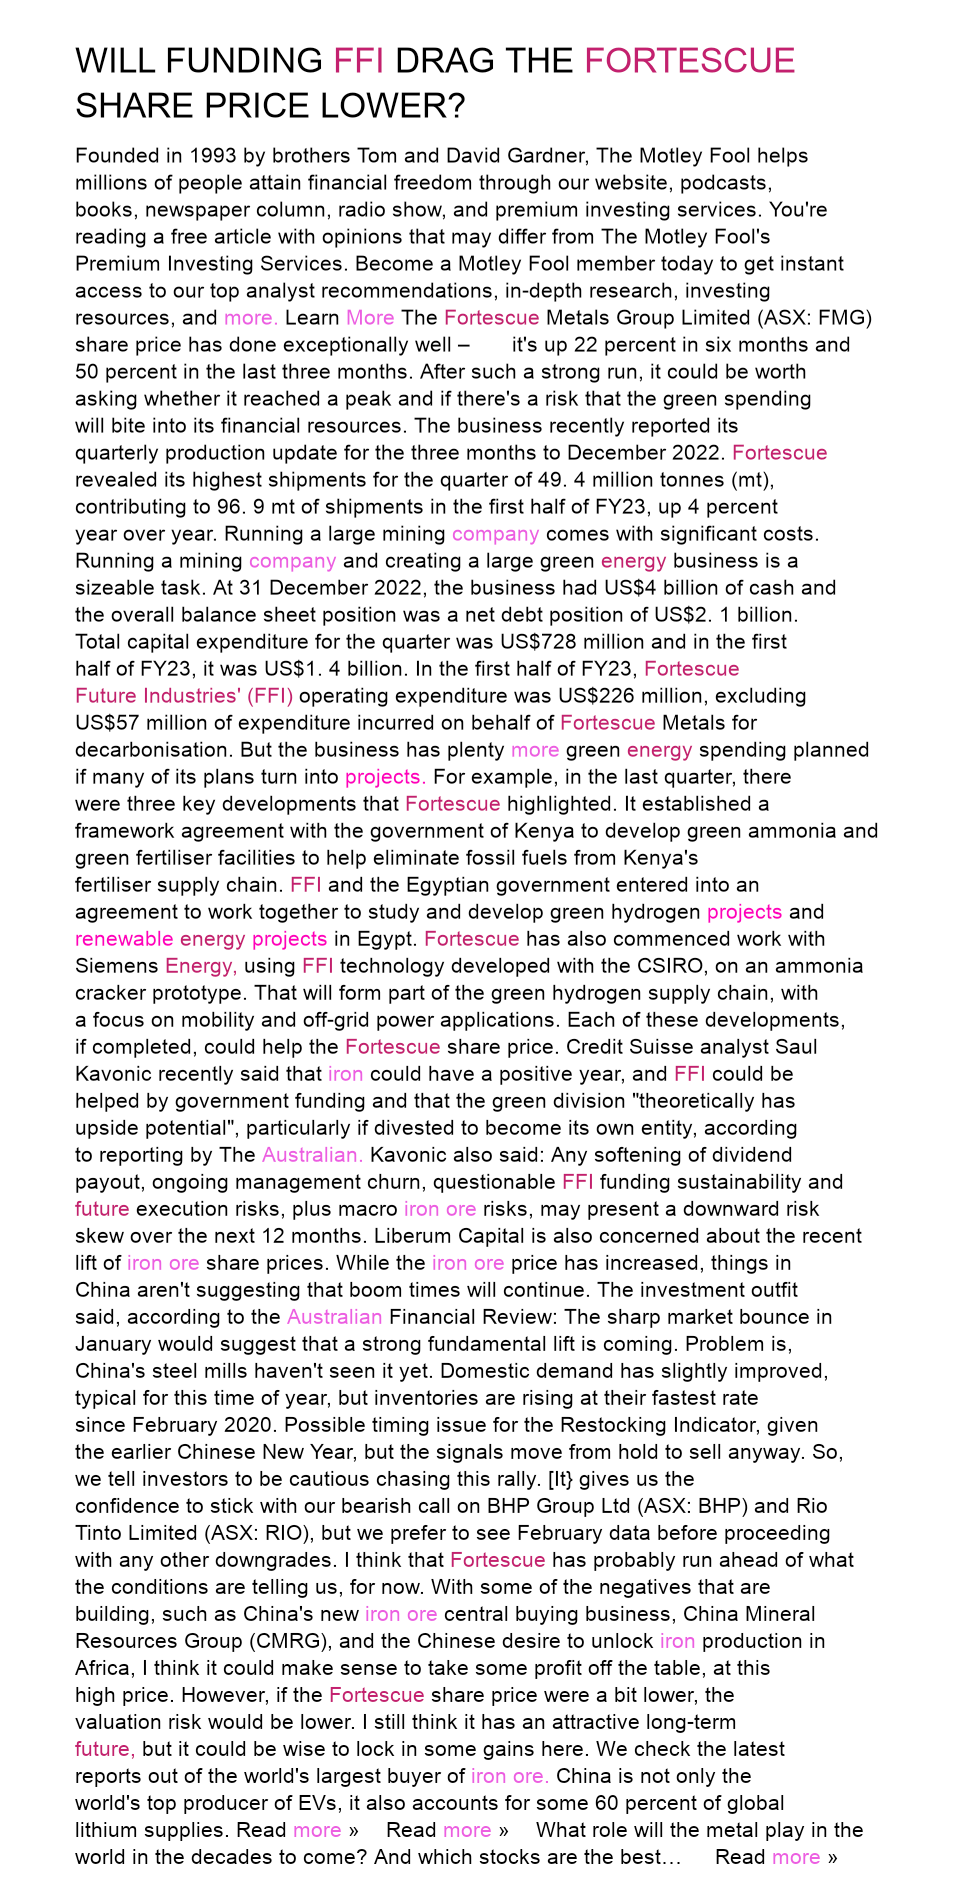 WILL FUNDING FFI DRAG THE FORTESCUE
SHARE PRICE LOWER?
Founded in 1993 by brothers Tom and David Gardner, The Motley Fool helps
millions of people attain financial freedom through our website, podcasts,
books, newspaper column, radio show, and premium investing services. You're
reading a free article with opinions that may differ from The Motley Fool's
Premium Investing Services. Become a Motley Fool member today to get instant
access to our top analyst recommendations, in-depth research, investing
resources, and more. Learn More The Fortescue Metals Group Limited (ASX: FMG)
share price has done exceptionally well – it's up 22 percent in six months and
50 percent in the last three months. After such a strong run, it could be worth
asking whether it reached a peak and if there's a risk that the green spending
will bite into its financial resources. The business recently reported its
quarterly production update for the three months to December 2022. Fortescue
revealed its highest shipments for the quarter of 49. 4 million tonnes (mt),
contributing to 96. 9 mt of shipments in the first half of FY23, up 4 percent
year over year. Running a large mining company comes with significant costs.
Running a mining company and creating a large green energy business is a
sizeable task. At 31 December 2022, the business had US$4 billion of cash and
the overall balance sheet position was a net debt position of US$2. 1 billion.
Total capital expenditure for the quarter was US$728 million and in the first
half of FY23, it was US$1. 4 billion. In the first half of FY23, Fortescue
Future Industries' (FFI) operating expenditure was US$226 million, excluding
US$57 million of expenditure incurred on behalf of Fortescue Metals for
decarbonisation. But the business has plenty more green energy spending planned
if many of its plans turn into projects. For example, in the last quarter, there
were three key developments that Fortescue highlighted. It established a
framework agreement with the government of Kenya to develop green ammonia and
green fertiliser facilities to help eliminate fossil fuels from Kenya's
fertiliser supply chain. FFI and the Egyptian government entered into an
agreement to work together to study and develop green hydrogen projects and
renewable energy projects in Egypt. Fortescue has also commenced work with
Siemens Energy, using FFI technology developed with the CSIRO, on an ammonia
cracker prototype. That will form part of the green hydrogen supply chain, with
a focus on mobility and off-grid power applications. Each of these developments,
if completed, could help the Fortescue share price. Credit Suisse analyst Saul
Kavonic recently said that iron could have a positive year, and FFI could be
helped by government funding and that the green division "theoretically has
upside potential", particularly if divested to become its own entity, according
to reporting by The Australian. Kavonic also said: Any softening of dividend
payout, ongoing management churn, questionable FFI funding sustainability and
future execution risks, plus macro iron ore risks, may present a downward risk
skew over the next 12 months. Liberum Capital is also concerned about the recent
lift of iron ore share prices. While the iron ore price has increased, things in
China aren't suggesting that boom times will continue. The investment outfit
said, according to the Australian Financial Review: The sharp market bounce in
January would suggest that a strong fundamental lift is coming. Problem is,
China's steel mills haven't seen it yet. Domestic demand has slightly improved,
typical for this time of year, but inventories are rising at their fastest rate
since February 2020. Possible timing issue for the Restocking Indicator, given
the earlier Chinese New Year, but the signals move from hold to sell anyway. So,
we tell investors to be cautious chasing this rally. [It} gives us the
confidence to stick with our bearish call on BHP Group Ltd (ASX: BHP) and Rio
Tinto Limited (ASX: RIO), but we prefer to see February data before proceeding
with any other downgrades. I think that Fortescue has probably run ahead of what
the conditions are telling us, for now. With some of the negatives that are
building, such as China's new iron ore central buying business, China Mineral
Resources Group (CMRG), and the Chinese desire to unlock iron production in
Africa, I think it could make sense to take some profit off the table, at this
high price. However, if the Fortescue share price were a bit lower, the
valuation risk would be lower. I still think it has an attractive long-term
future, but it could be wise to lock in some gains here. We check the latest
reports out of the world's largest buyer of iron ore. China is not only the
world's top producer of EVs, it also accounts for some 60 percent of global
lithium supplies. Read more » Read more » What role will the metal play in the
world in the decades to come? And which stocks are the best… Read more »